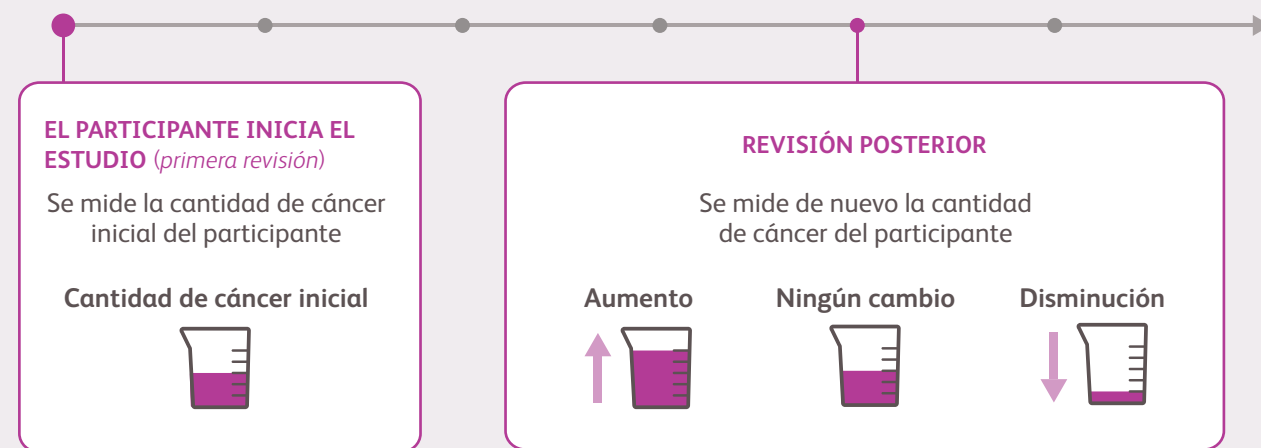 EL PARTICIPANTE INICIA EL
ESTUDIO (primera revisión)
Se mide la cantidad de cáncer
inicial del participante
Cantidad de cáncer inicial
REVISIÓN POSTERIOR
Se mide de nuevo la cantidad
de cáncer del participante
Aumento
Ningún cambio
Disminución